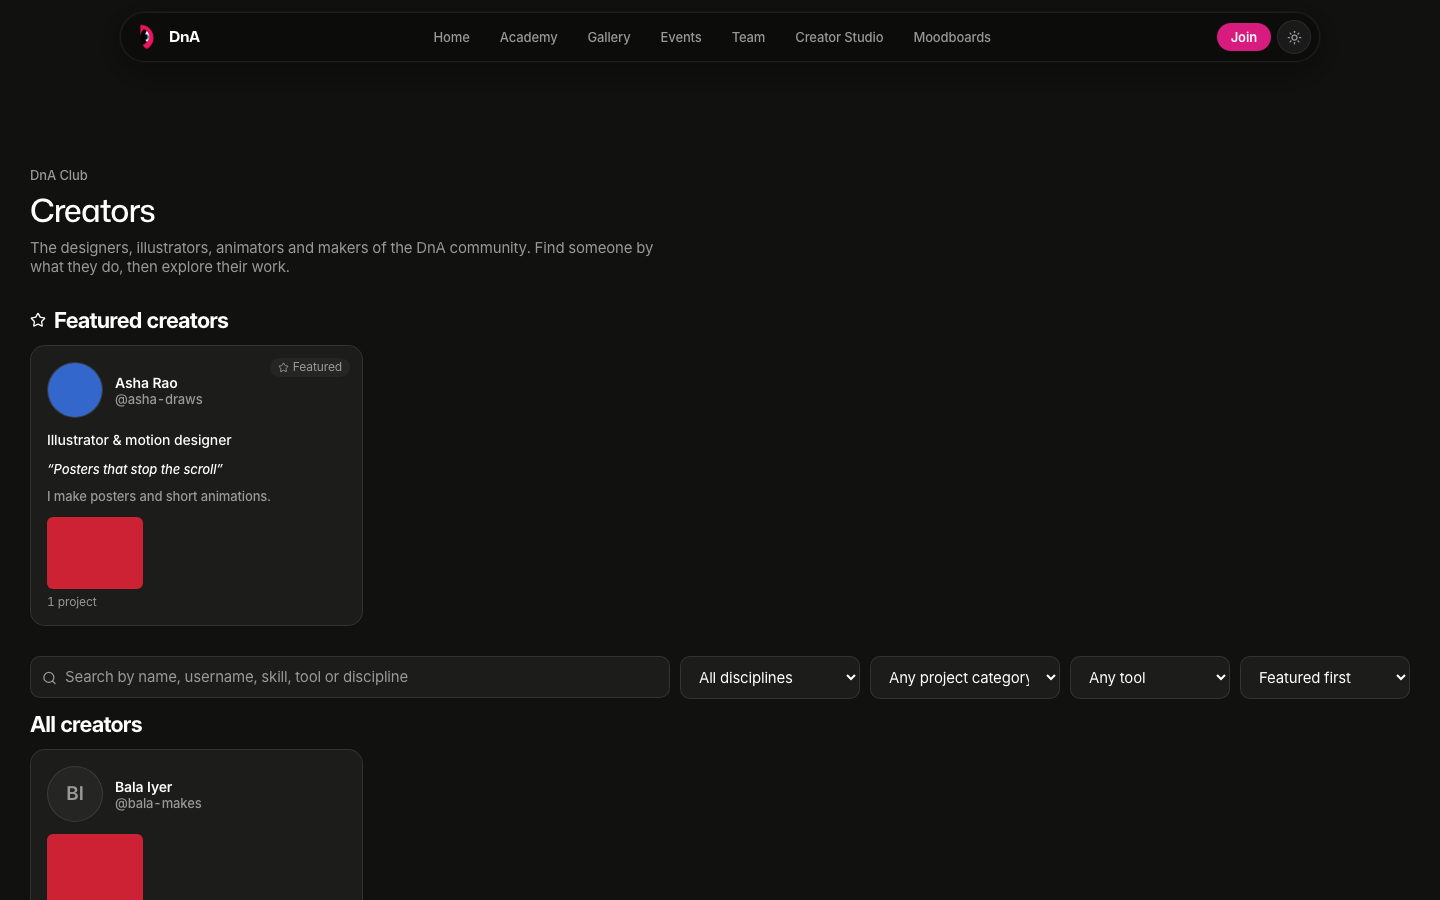 DnA
Home
Academy
Gallery
Events
Team
Creator Studio
Moodboards
Join
DnA Club
Creators
The designers, illustrators, animators and makers of the DnA community. Find someone by
what they do, then explore their work.
Featured creators
Featured
Asha Rao
@asha-draws
Illustrator & motion designer
“Posters that stop the scroll”
I make posters and short animations.
1 project
Search by name, username, skill, tool or discipline
All disciplines
Any project category
Any tool
Featured first
All creators
BI
Bala Iyer
@bala-makes